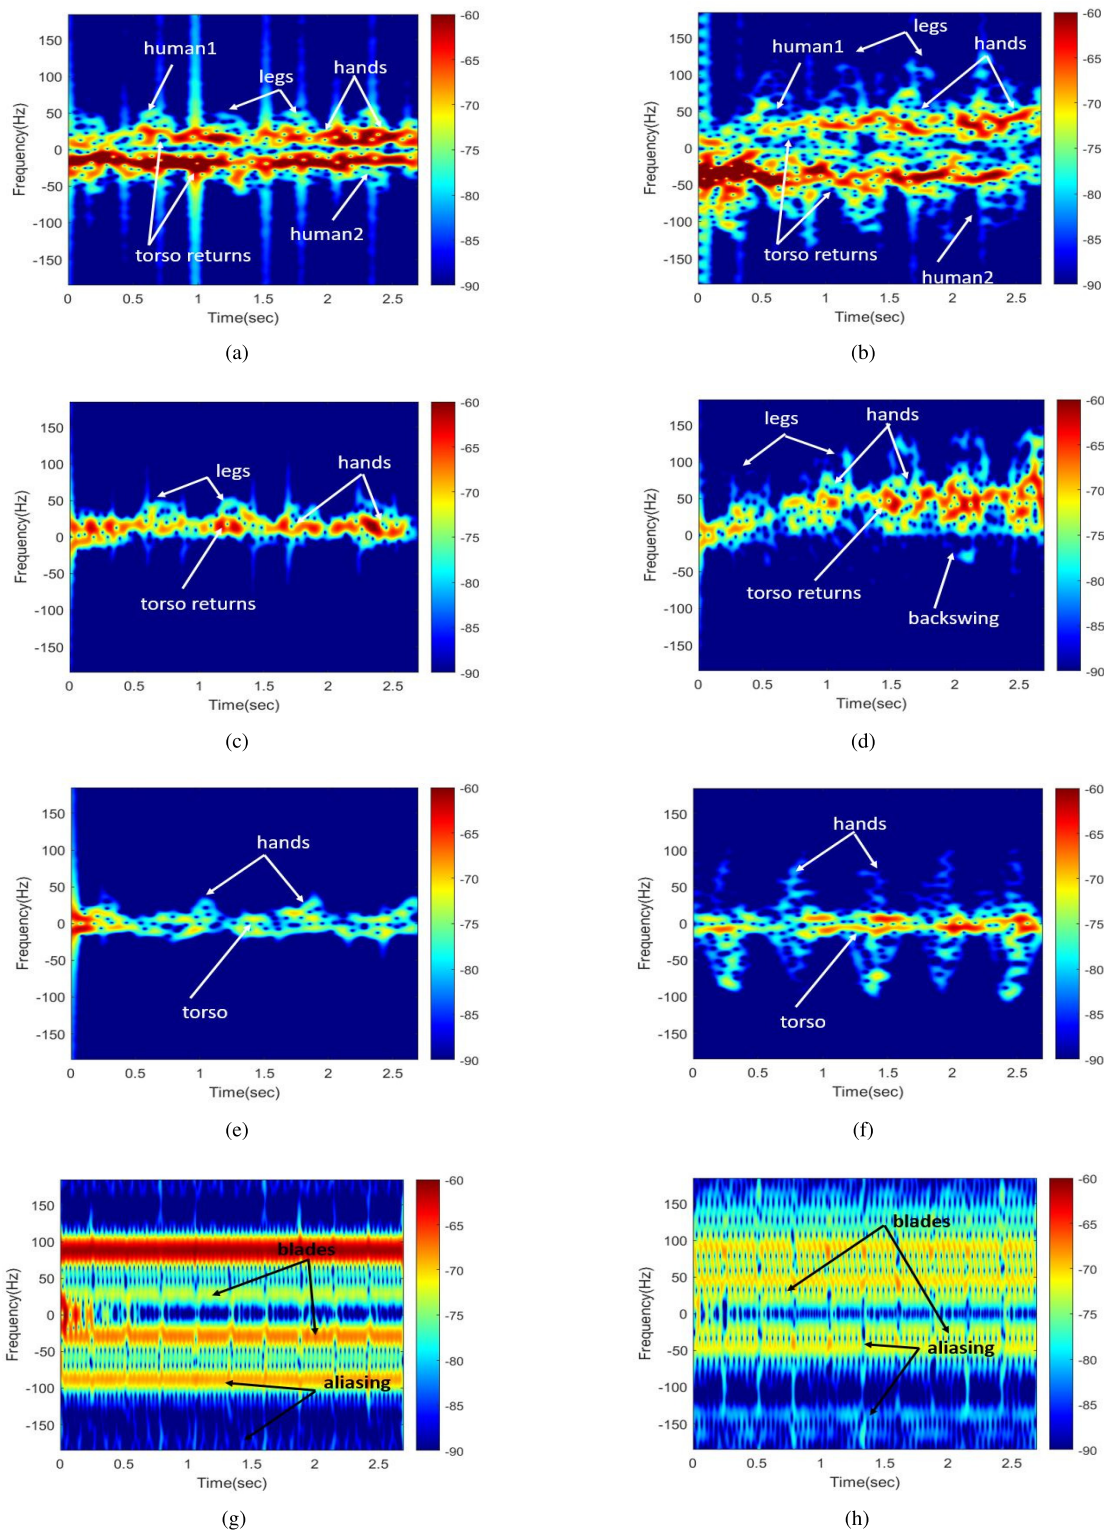 150
100
50
0
-50
-100
-150
Frequency(Hz)
human1
legs
hands
torso returns
human2
0 0.5 1 1.5 2 2.5
Time(sec)
-60
-65
-70
-75
-80
-85
-90
(a)
150
100
50
0
-50
-100
-150
Frequency(Hz)
human1
legs
hands
torso returns
human2
0 0.5 1 1.5 2 2.5
Time(sec)
-60
-65
-70
-75
-80
-85
-90
(b)
150
100
50
0
-50
-100
-150
Frequency(Hz)
legs
hands
torso returns
0 0.5 1 1.5 2 2.5
Time(sec)
-60
-65
-70
-75
-80
-85
-90
(c)
150
100
50
0
-50
-100
-150
Frequency(Hz)
legs
hands
torso returns
backswing
0 0.5 1 1.5 2 2.5
Time(sec)
-60
-65
-70
-75
-80
-85
-90
(d)
150
100
50
0
-50
-100
-150
Frequency(Hz)
hands
torso
0 0.5 1 1.5 2 2.5
Time(sec)
-60
-65
-70
-75
-80
-85
-90
(e)
150
100
50
0
-50
-100
-150
Frequency(Hz)
hands
torso
0 0.5 1 1.5 2 2.5
Time(sec)
-60
-65
-70
-75
-80
-85
-90
(f)
150
100
50
0
-50
-100
-150
Frequency(Hz)
blades
aliasing
0 0.5 1 1.5 2 2.5
Time(sec)
-60
-65
-70
-75
-80
-85
-90
(g)
150
100
50
0
-50
-100
-150
Frequency(Hz)
blades
aliasing
0 0.5 1 1.5 2 2.5
Time(sec)
-60
-65
-70
-75
-80
-85
-90
(h)